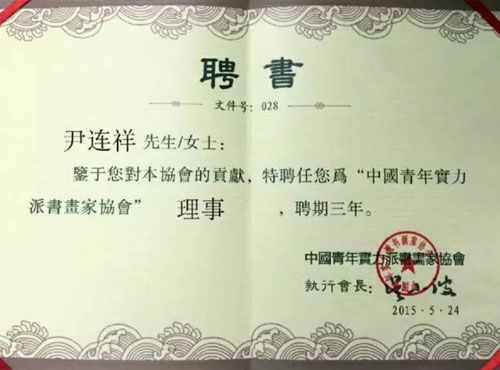 聘書
文件号：028
尹连祥 先生/女士：
鑒于您對本協會的貢獻，特聘任您爲“中國青年實力
派書畫家協會” 理事 ，聘期三年。
中國青年實力派書畫家協會
执行會長：
2015·5·24